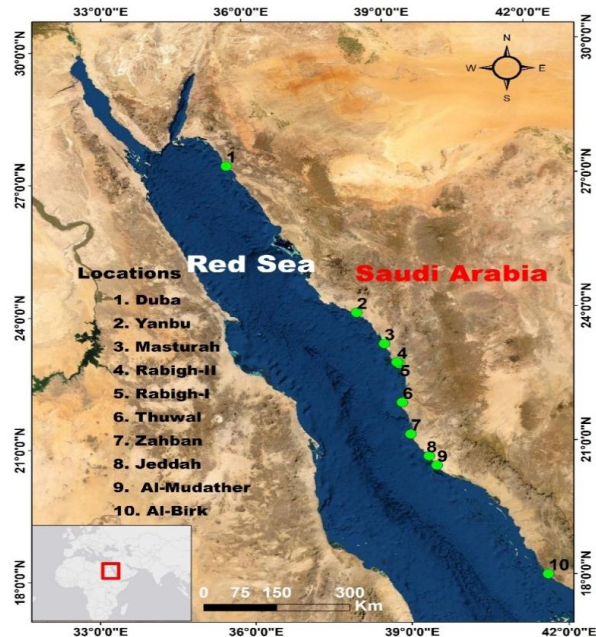 33°0'0"E 36°0'0"E 39°0'0"E 42°0'0"E
30°0'0"N
30°0'0"N
N
W E
S
1
27°0'0"N
27°0'0"N
Red Sea
Saudi Arabia
Locations
1. Duba
2. Yanbu
3. Masturah
4. Rabigh-II
5. Rabigh-I
6. Thuwal
7. Zahban
8. Jeddah
9. Al-Mudather
10. Al-Birk
2
3
4
5
6
7
8
9
10
24°0'0"N
24°0'0"N
21°0'0"N
21°0'0"N
18°0'0"N
18°0'0"N
0 75 150 300
Km
33°0'0"E 36°0'0"E 39°0'0"E 42°0'0"E